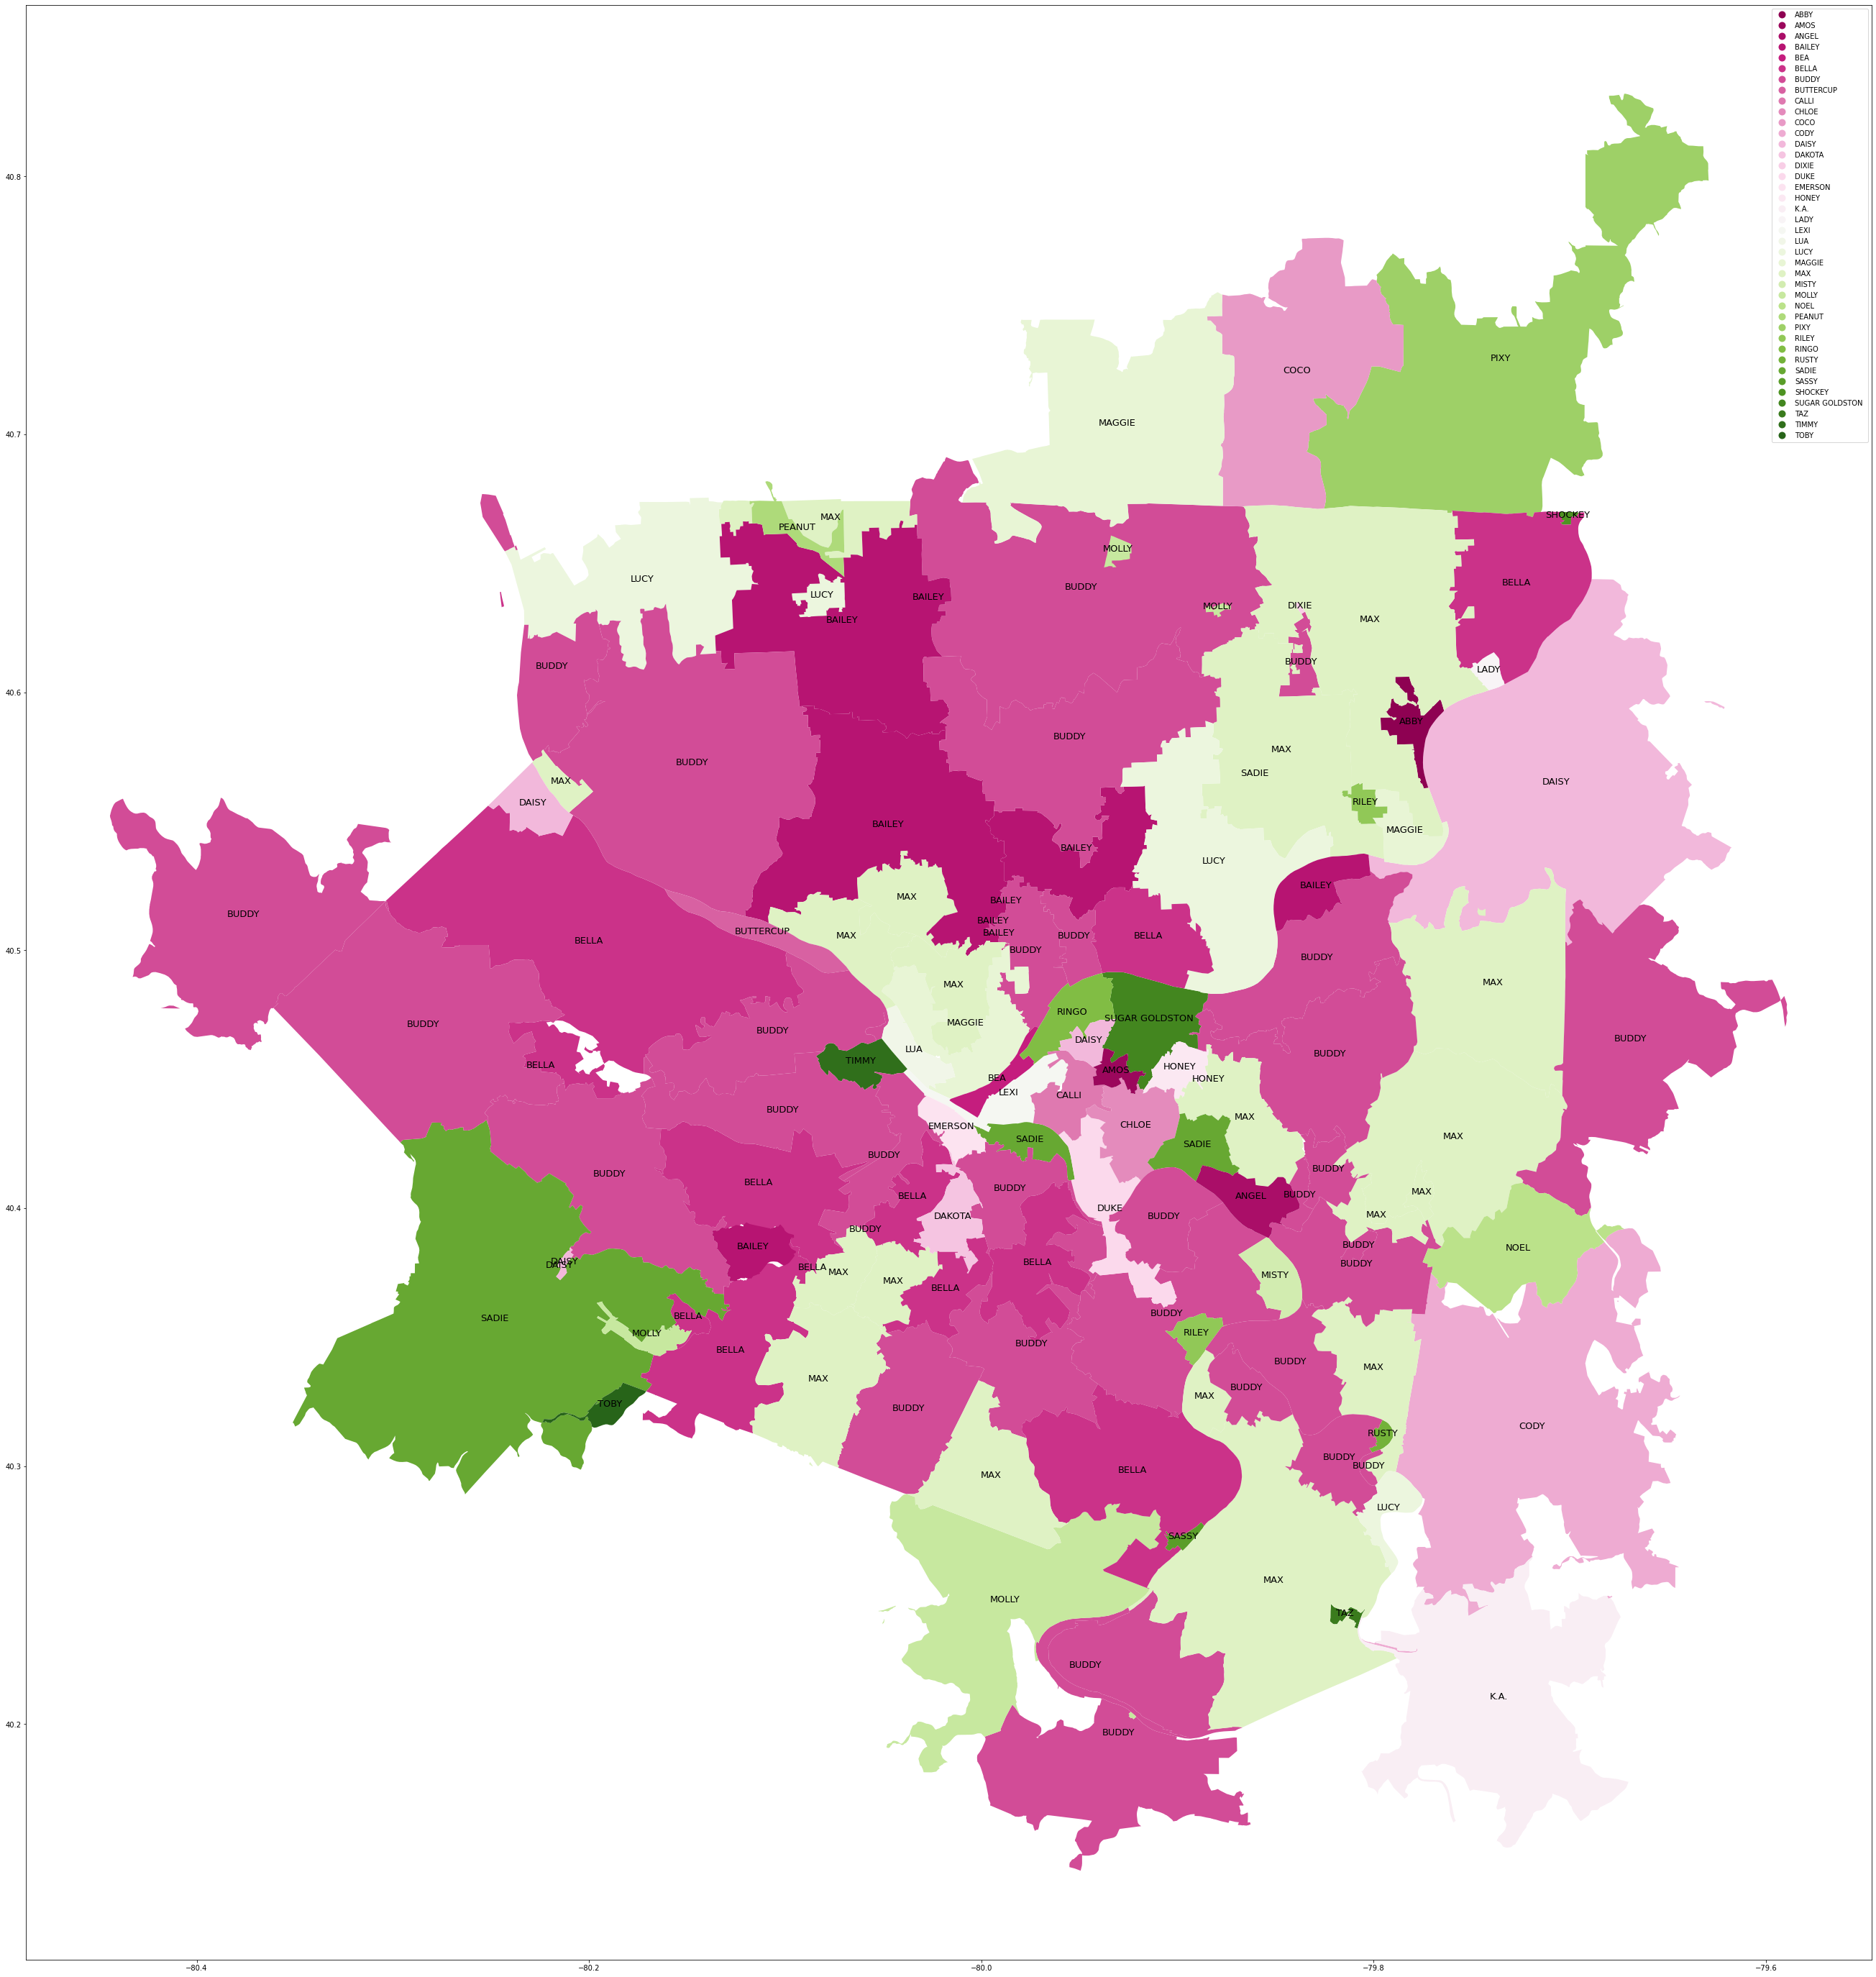 ABBY
AMOS
ANGEL
BAILEY
BEA
BELLA
BUDDY
BUTTERCUP
CALLI
CHLOE
COCO
CODY
DAISY
DAKOTA
DIXIE
DUKE
EMERSON
HONEY
K.A.
LADY
LEXI
LUA
LUCY
MAGGIE
MAX
MISTY
MOLLY
NOEL
PEANUT
PIXY
RILEY
RINGO
RUSTY
SADIE
SASSY
SHOCKEY
SUGAR GOLDSTON
TAZ
TIMMY
TOBY
40.8
PIXY
COCO
MAGGIE
40.7
MAX
SHOCKEY
PEANUT
MOLLY
LUCY
BELLA
BUDDY
LUCY
BAILEY
MOLLY
DIXIE
BAILEY
MAX
BUDDY
BUDDY
LADY
40.6
ABBY
BUDDY
MAX
BUDDY
SADIE
MAX
DAISY
DAISY
RILEY
BAILEY
MAGGIE
BAILEY
LUCY
BAILEY
MAX
BAILEY
BUDDY
BAILEY
BUTTERCUP
MAX
BAILEY
BUDDY
BELLA
BELLA
40.5
BUDDY
BUDDY
MAX
MAX
RINGO
SUGAR GOLDSTON
BUDDY
MAGGIE
BUDDY
DAISY
BUDDY
LUA
BUDDY
TIMMY
BELLA
HONEY
AMOS
BEA
HONEY
LEXI
CALLI
BUDDY
MAX
EMERSON
CHLOE
SADIE
SADIE
MAX
BUDDY
BUDDY
BUDDY
BELLA
BUDDY
MAX
BELLA
ANGEL
BUDDY
40.4
DUKE
DAKOTA
BUDDY
MAX
BUDDY
BAILEY
BUDDY
NOEL
DAISY
DAISY
BELLA
BUDDY
BELLA
MAX
MAX
MISTY
BELLA
SADIE
BELLA
BUDDY
MOLLY
RILEY
BELLA
BUDDY
BUDDY
MAX
MAX
BUDDY
MAX
TOBY
BUDDY
CODY
RUSTY
40.3
MAX
BELLA
BUDDY
BUDDY
LUCY
SASSY
MOLLY
MAX
TAZ
BUDDY
K.A.
40.2
BUDDY
−80.4
−80.2
−80.0
−79.8
−79.6